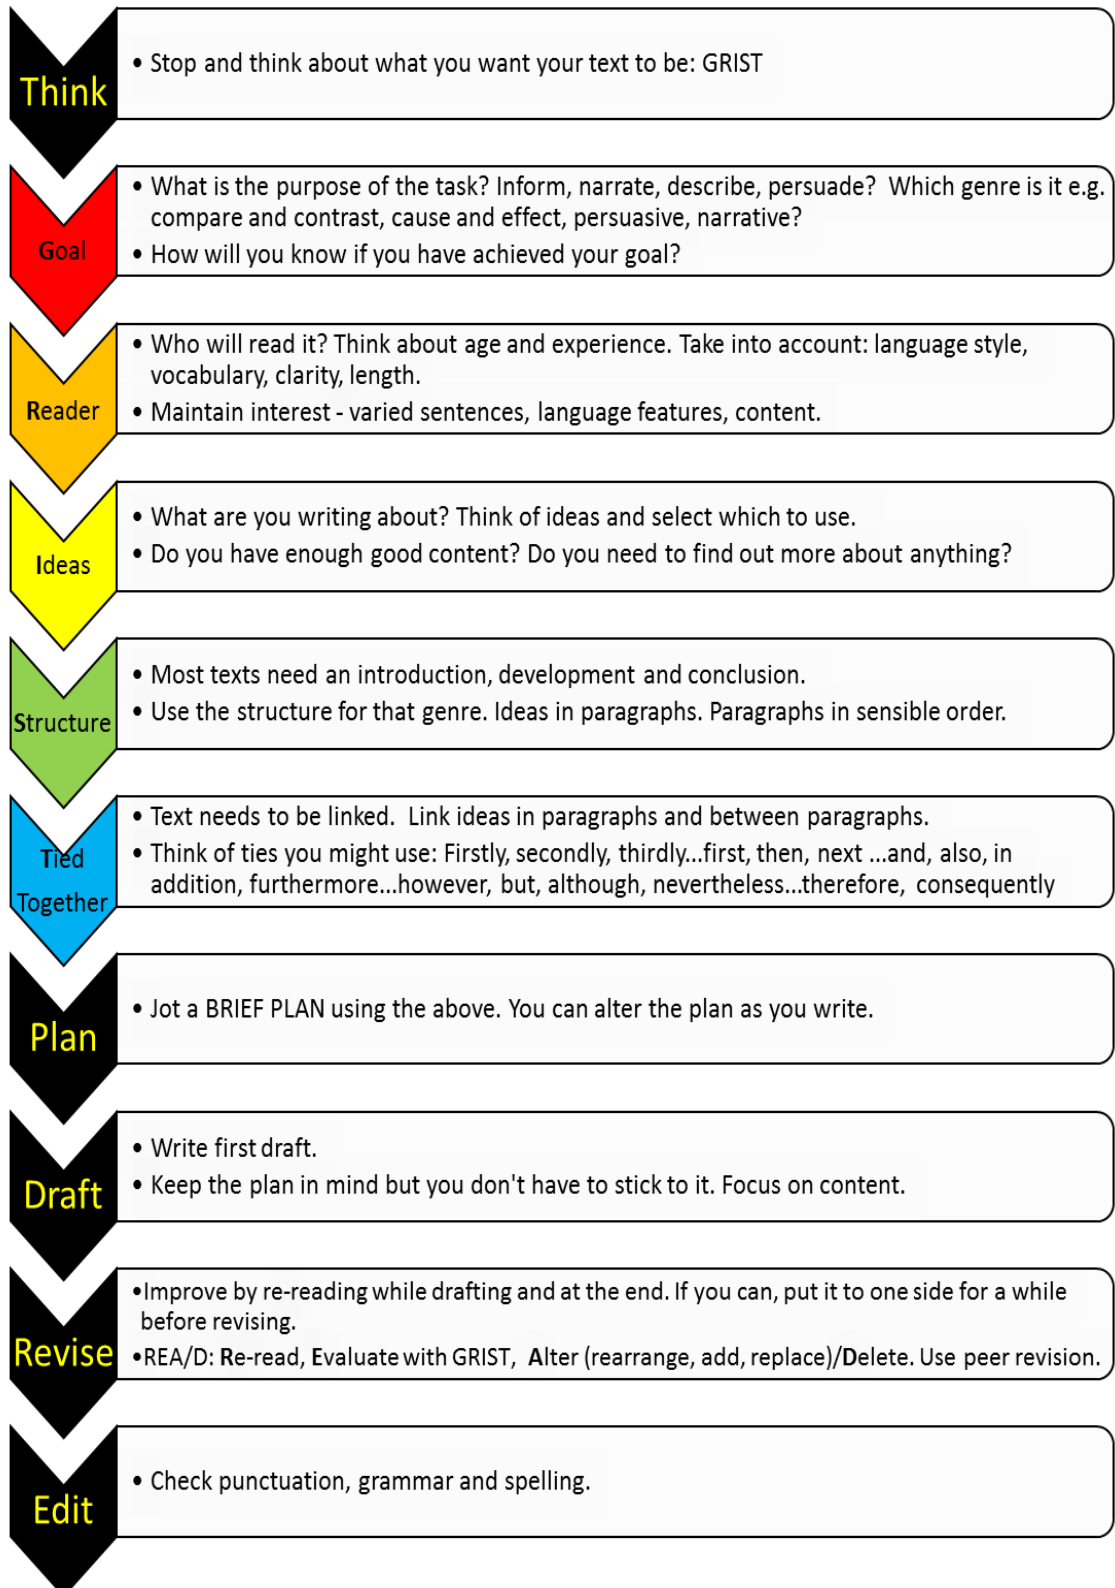 Think
• Stop and think about what you want your text to be: GRIST
Goal
• What is the purpose of the task? Inform, narrate, describe, persuade?  Which genre is it e.g.
compare and contrast, cause and effect, persuasive, narrative?
• How will you know if you have achieved your goal?
Reader
• Who will read it? Think about age and experience. Take into account: language style,
vocabulary, clarity, length.
• Maintain interest - varied sentences, language features, content.
Ideas
• What are you writing about? Think of ideas and select which to use.
• Do you have enough good content? Do you need to find out more about anything?
Structure
• Most texts need an introduction, development and conclusion.
• Use the structure for that genre. Ideas in paragraphs. Paragraphs in sensible order.
Tied
Together
• Text needs to be linked.  Link ideas in paragraphs and between paragraphs.
• Think of ties you might use: Firstly, secondly, thirdly...first, then, next ...and, also, in
addition, furthermore...however, but, although, nevertheless...therefore,  consequently
Plan
• Jot a BRIEF PLAN using the above. You can alter the plan as you write.
Draft
• Write first draft.
• Keep the plan in mind but you don't have to stick to it. Focus on content.
Revise
•Improve by re-reading while drafting and at the end. If you can, put it to one side for a while
before revising.
•REA/D: Re-read, Evaluate with GRIST,  Alter (rearrange, add, replace)/Delete. Use peer revision.
Edit
• Check punctuation, grammar and spelling.